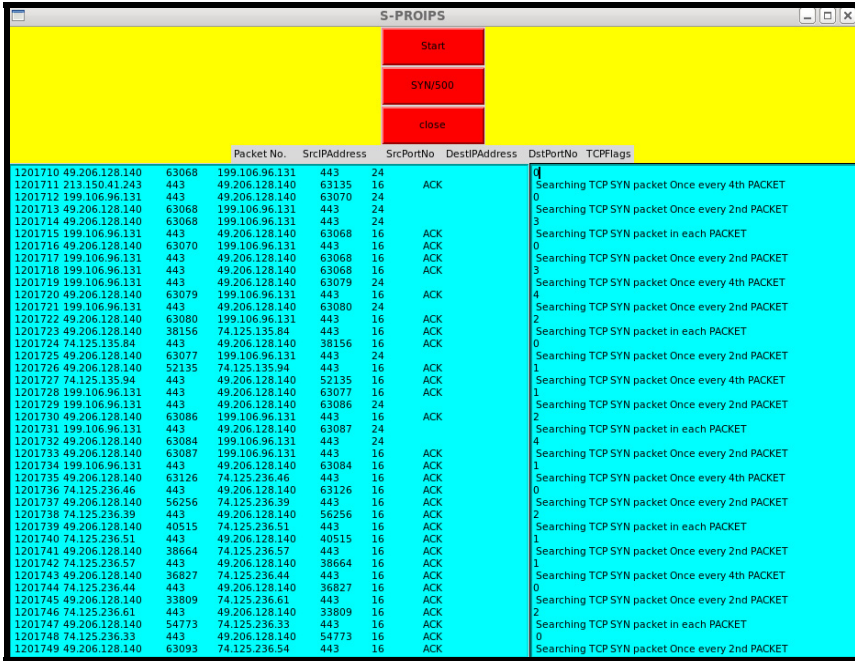 S-PROIPS
Start
SYN/500
close
Packet No. SrcIPAddress SrcPortNo DestIPAddress DstPortNo TCPFlags
1201710 49.206.128.140 63068 199.106.96.131 443 24 0
1201711 213.150.41.243 443 49.206.128.140 63135 16 ACK Searching TCP SYN packet Once every 4th PACKET
1201712 199.106.96.131 443 49.206.128.140 63070 24 0
1201713 49.206.128.140 63068 199.106.96.131 443 24 Searching TCP SYN packet Once every 2nd PACKET
1201714 49.206.128.140 63068 199.106.96.131 443 24 3
1201715 199.106.96.131 443 49.206.128.140 63068 16 ACK Searching TCP SYN packet in each PACKET
1201716 49.206.128.140 63070 199.106.96.131 443 16 ACK 0
1201717 199.106.96.131 443 49.206.128.140 63068 16 ACK Searching TCP SYN packet Once every 2nd PACKET
1201718 199.106.96.131 443 49.206.128.140 63068 16 ACK 3
1201719 199.106.96.131 443 49.206.128.140 63079 24 Searching TCP SYN packet Once every 4th PACKET
1201720 49.206.128.140 63079 199.106.96.131 443 16 ACK 4
1201721 199.106.96.131 443 49.206.128.140 63080 24 Searching TCP SYN packet Once every 2nd PACKET
1201722 49.206.128.140 63080 199.106.96.131 443 16 ACK 2
1201723 49.206.128.140 38156 74.125.135.84 443 16 ACK Searching TCP SYN packet in each PACKET
1201724 74.125.135.84 443 49.206.128.140 38156 16 ACK 0
1201725 49.206.128.140 63077 199.106.96.131 443 24 Searching TCP SYN packet Once every 2nd PACKET
1201726 49.206.128.140 52135 74.125.135.94 443 16 ACK 1
1201727 74.125.135.94 443 49.206.128.140 52135 16 ACK Searching TCP SYN packet Once every 4th PACKET
1201728 199.106.96.131 443 49.206.128.140 63077 16 ACK 1
1201729 199.106.96.131 443 49.206.128.140 63086 24 Searching TCP SYN packet Once every 2nd PACKET
1201730 49.206.128.140 63086 199.106.96.131 443 16 ACK 2
1201731 199.106.96.131 443 49.206.128.140 63087 24 Searching TCP SYN packet in each PACKET
1201732 49.206.128.140 63084 199.106.96.131 443 24 4
1201733 49.206.128.140 63087 199.106.96.131 443 16 ACK Searching TCP SYN packet Once every 2nd PACKET
1201734 199.106.96.131 443 49.206.128.140 63084 16 ACK 1
1201735 49.206.128.140 63126 74.125.236.46 443 16 ACK Searching TCP SYN packet Once every 4th PACKET
1201736 74.125.236.46 443 49.206.128.140 63126 16 ACK 0
1201737 49.206.128.140 56256 74.125.236.39 443 16 ACK Searching TCP SYN packet Once every 2nd PACKET
1201738 74.125.236.39 443 49.206.128.140 56256 16 ACK 2
1201739 49.206.128.140 40515 74.125.236.51 443 16 ACK Searching TCP SYN packet in each PACKET
1201740 74.125.236.51 443 49.206.128.140 40515 16 ACK 1
1201741 49.206.128.140 38664 74.125.236.57 443 16 ACK Searching TCP SYN packet Once every 2nd PACKET
1201742 74.125.236.57 443 49.206.128.140 38664 16 ACK 1
1201743 49.206.128.140 36827 74.125.236.44 443 16 ACK Searching TCP SYN packet Once every 4th PACKET
1201744 74.125.236.44 443 49.206.128.140 36827 16 ACK 0
1201745 49.206.128.140 33809 74.125.236.61 443 16 ACK Searching TCP SYN packet Once every 2nd PACKET
1201746 74.125.236.61 443 49.206.128.140 33809 16 ACK 2
1201747 49.206.128.140 54773 74.125.236.33 443 16 ACK Searching TCP SYN packet in each PACKET
1201748 74.125.236.33 443 49.206.128.140 54773 16 ACK 0
1201749 49.206.128.140 63093 74.125.236.54 443 16 ACK Searching TCP SYN packet Once every 2nd PACKET